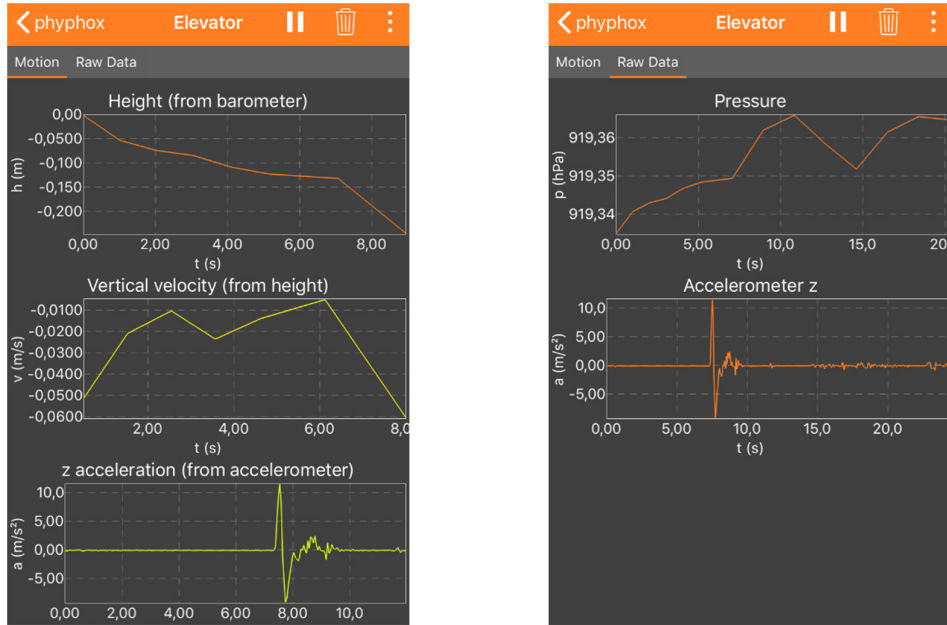 phyphox Elevator
Motion Raw Data
Height (from barometer)
0,00
-0,0500
-0,100
-0,150
-0,200
h (m)
0,00 2,00 4,00 6,00 8,00
t (s)
Vertical velocity (from height)
-0,0100
-0,0200
-0,0300
-0,0400
-0,0500
-0,0600
v (m/s)
2,00 4,00 6,00 8,0
t (s)
z acceleration (from accelerometer)
10,0
5,00
0,00
-5,00
a (m/s²)
0,00 2,00 4,00 6,00 8,00 10,0
phyphox Elevator
Motion Raw Data
Pressure
919,36
919,35
919,34
p (hPa)
0,00 5,00 10,0 15,0 20,
t (s)
Accelerometer z
10,0
5,00
0,00
-5,00
a (m/s²)
0,00 5,00 10,0 15,0 20,0
t (s)